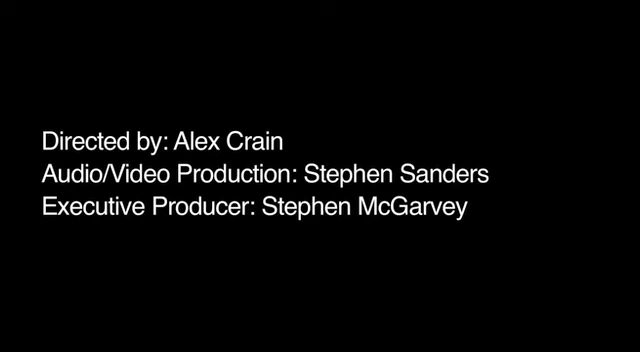 Directed by: Alex Crain
Audio/Video Production: Stephen Sanders
Executive Producer: Stephen McGarvey